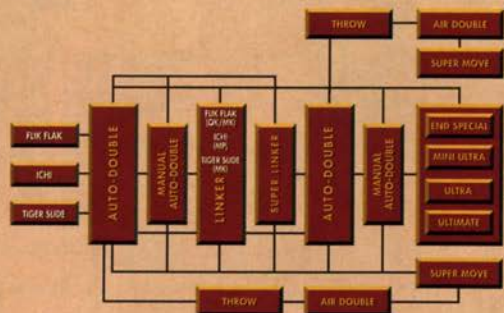 THROW
AIR DOUBLE
SUPER MOVE
FLIK FLAK
ICHI
TIGER SLIDE
AUTO-DOUBLE
MANUAL
AUTO-DOUBLE
LINKER
FLIK FLAK
(QK/MK)
ICHI
(MP)
TIGER SLIDE
(MK)
SUPER LINKER
AUTO-DOUBLE
MANUAL
AUTO-DOUBLE
END SPECIAL
MINI ULTRA
ULTRA
ULTIMATE
SUPER MOVE
THROW
AIR DOUBLE